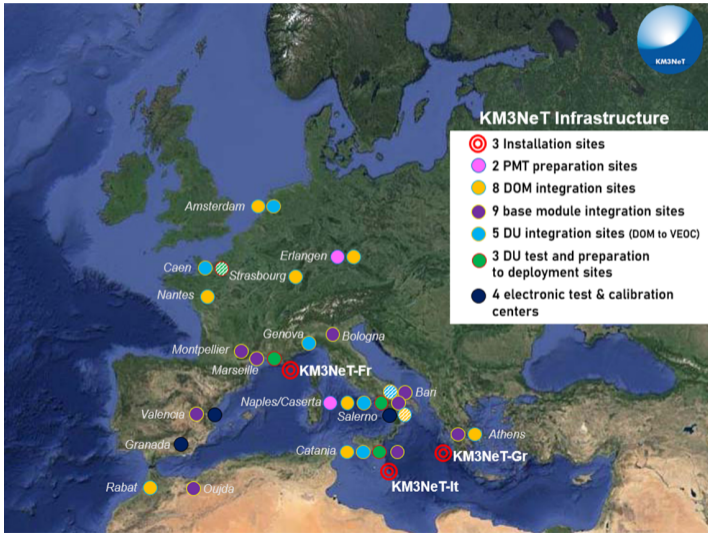 KM3NeT
KM3NeT Infrastructure
3 Installation sites
2 PMT preparation sites
8 DOM integration sites
9 base module integration sites
5 DU integration sites (DOM to VEOC)
3 DU test and preparation
to deployment sites
4 electronic test & calibration
centers
Amsterdam
Erlangen
Caen
Strasbourg
Nantes
Genova
Bologna
Montpellier
Marseille
KM3NeT-Fr
Bari
Naples/Caserta
Valencia
Salerno
Athens
Granada
Catania
KM3NeT-Gr
KM3NeT-It
Rabat
Oujda